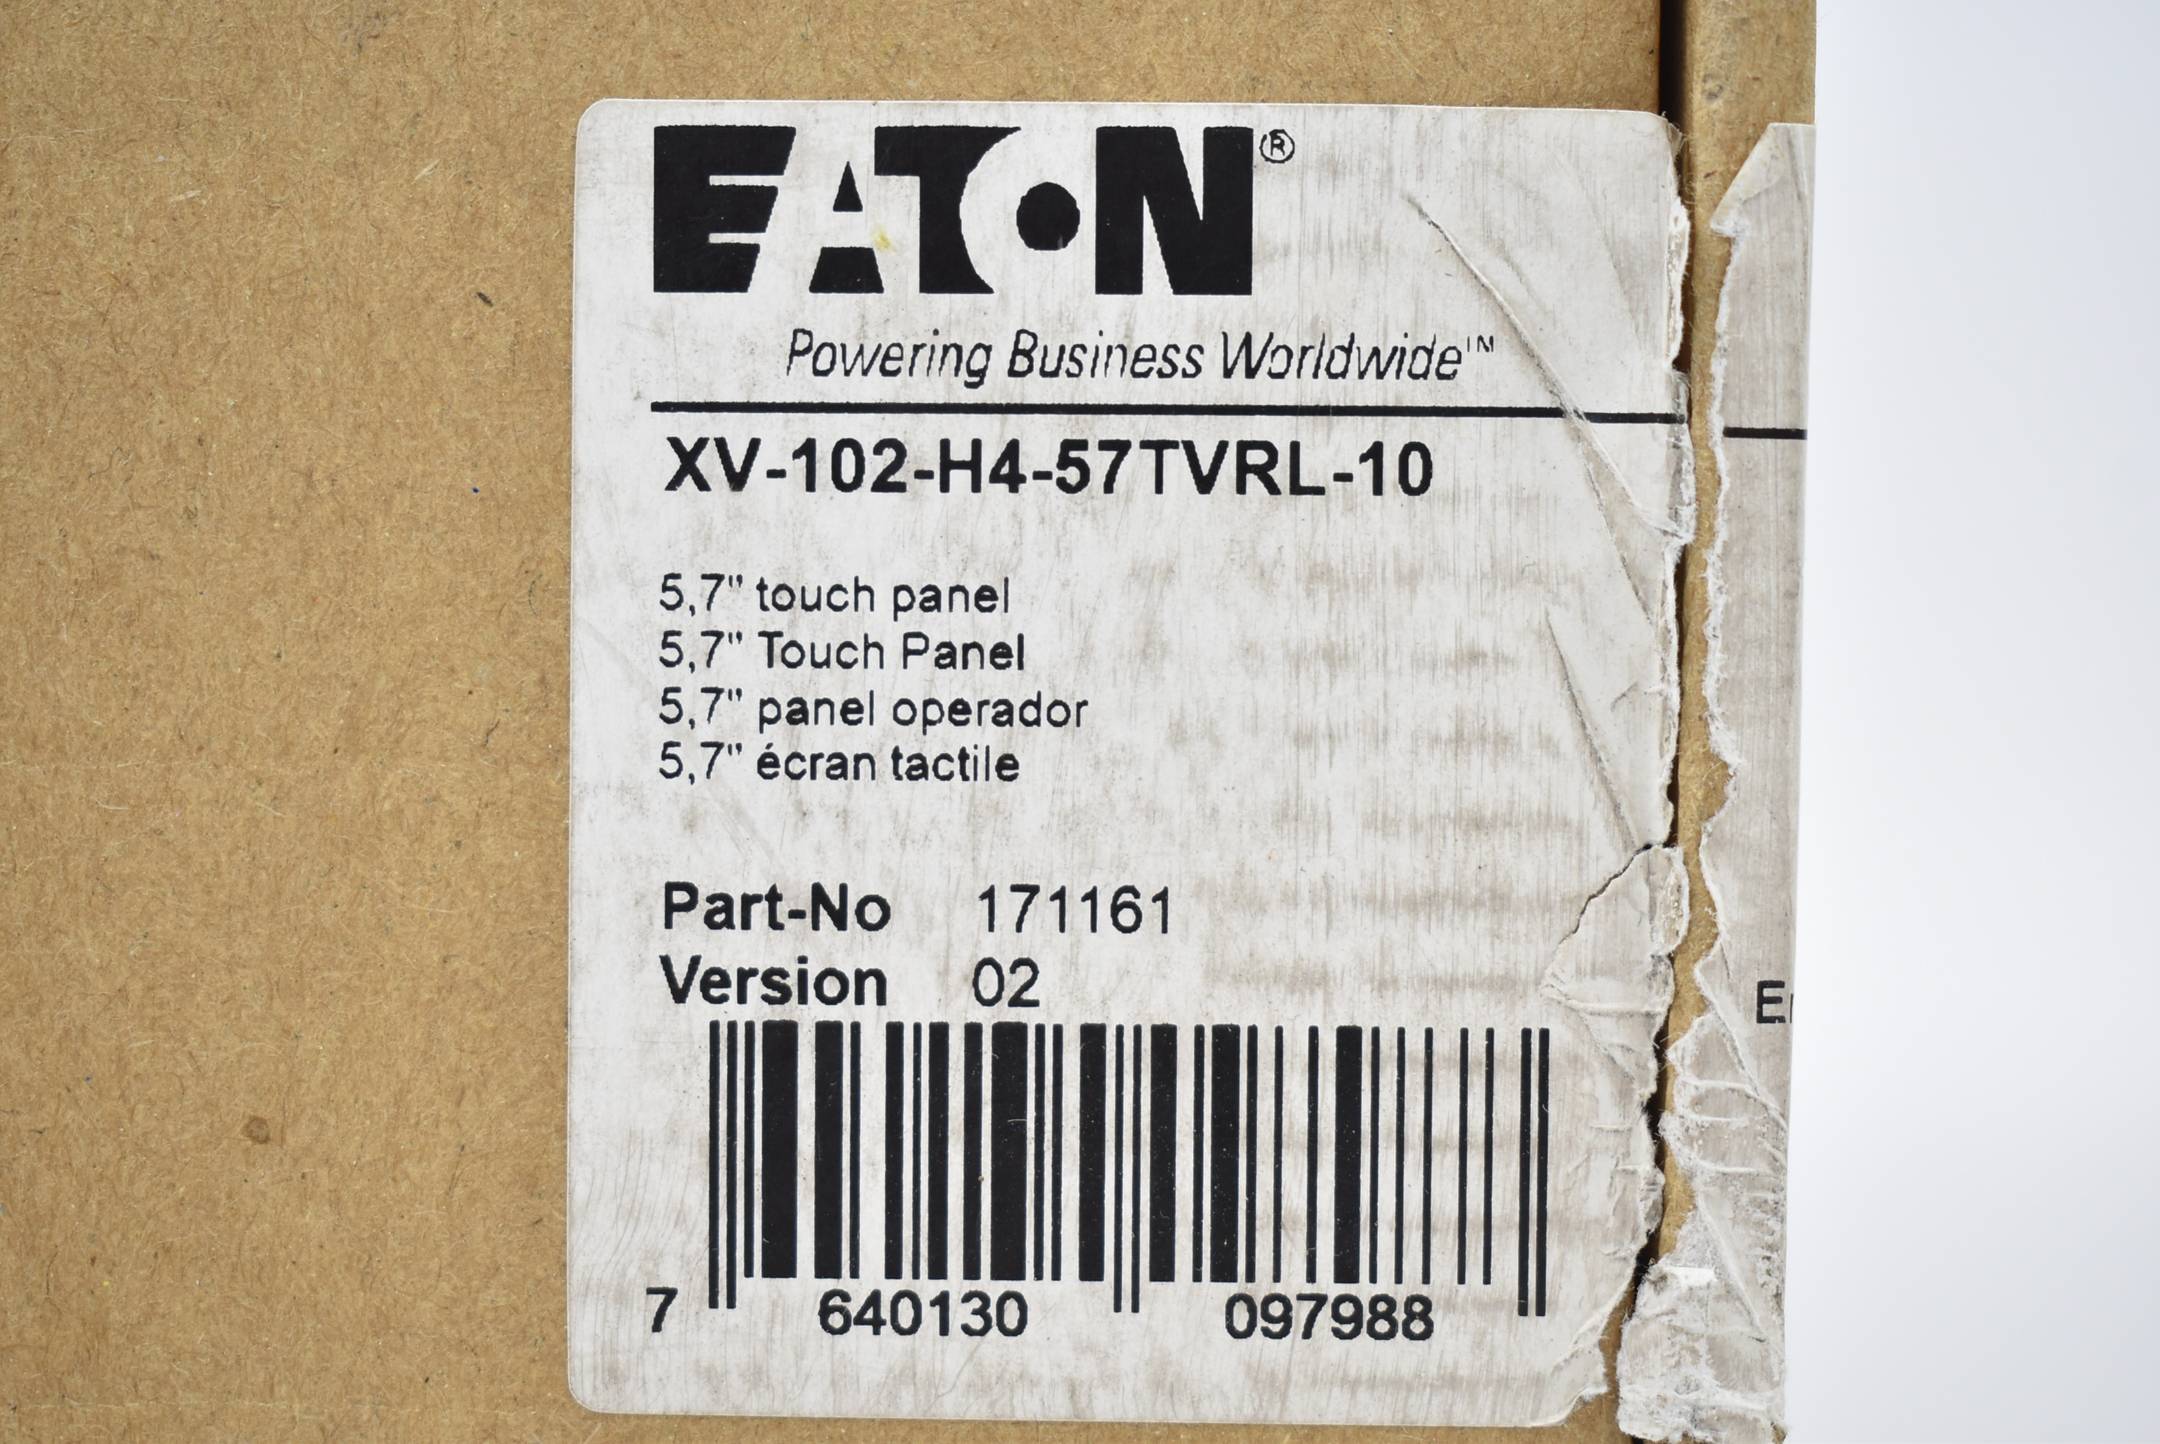 EATON®
Powering Business Worldwide™
XV-102-H4-57TVRL-10
5,7" touch panel
5,7" Touch Panel
5,7" panel operador
5,7" écran tactile
Part-No 171161
Version 02
7 640130 097988